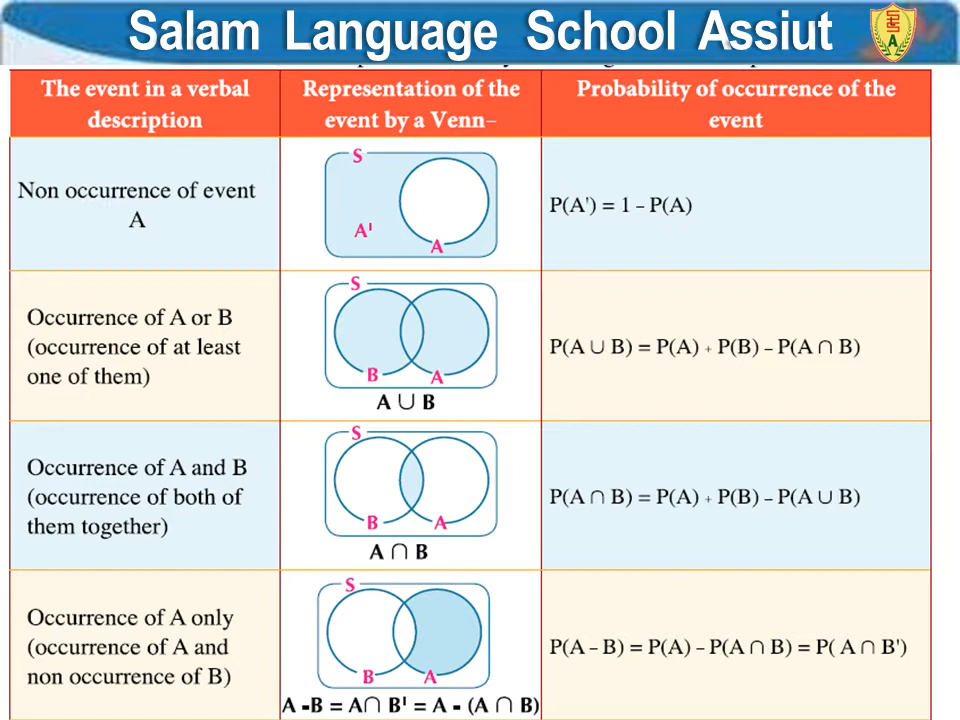 Salam Language School Assiut
A
The event in a verbal
description
Representation of the
event by a Venn–
Probability of occurrence of the
event
Non occurrence of event
A
S
A'
A
P(A') = 1 – P(A)
Occurrence of A or B
(occurrence of at least
one of them)
S
B A
A ∪ B
P(A ∪ B) = P(A) + P(B) – P(A ∩ B)
Occurrence of A and B
(occurrence of both of
them together)
S
B A
A ∩ B
P(A ∩ B) = P(A) + P(B) – P(A ∪ B)
Occurrence of A only
(occurrence of A and
non occurrence of B)
S
B A
A -B = A∩ B' = A - (A ∩ B)
P(A – B) = P(A) – P(A ∩ B) = P( A ∩ B')